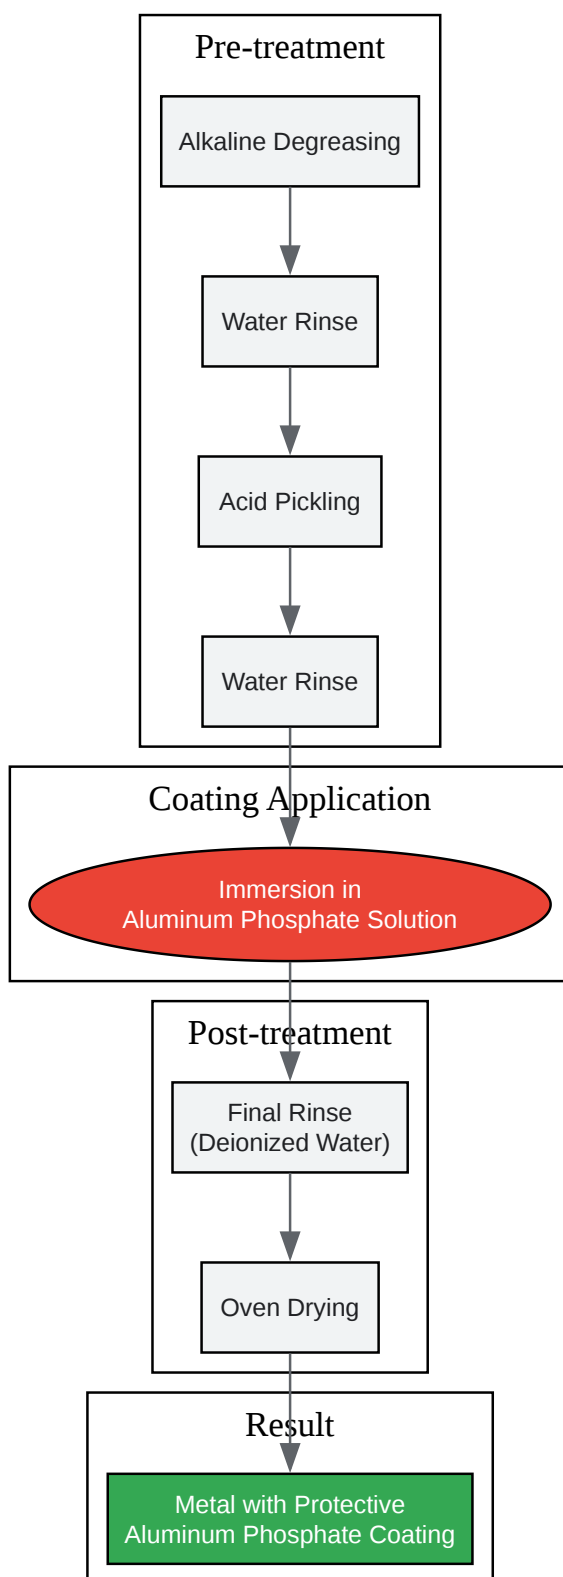 Pre-treatment
Alkaline Degreasing
Water Rinse
Acid Pickling
Water Rinse
Coating Application
Immersion in
Aluminum Phosphate Solution
Post-treatment
Final Rinse
(Deionized Water)
Oven Drying
Result
Metal with Protective
Aluminum Phosphate Coating